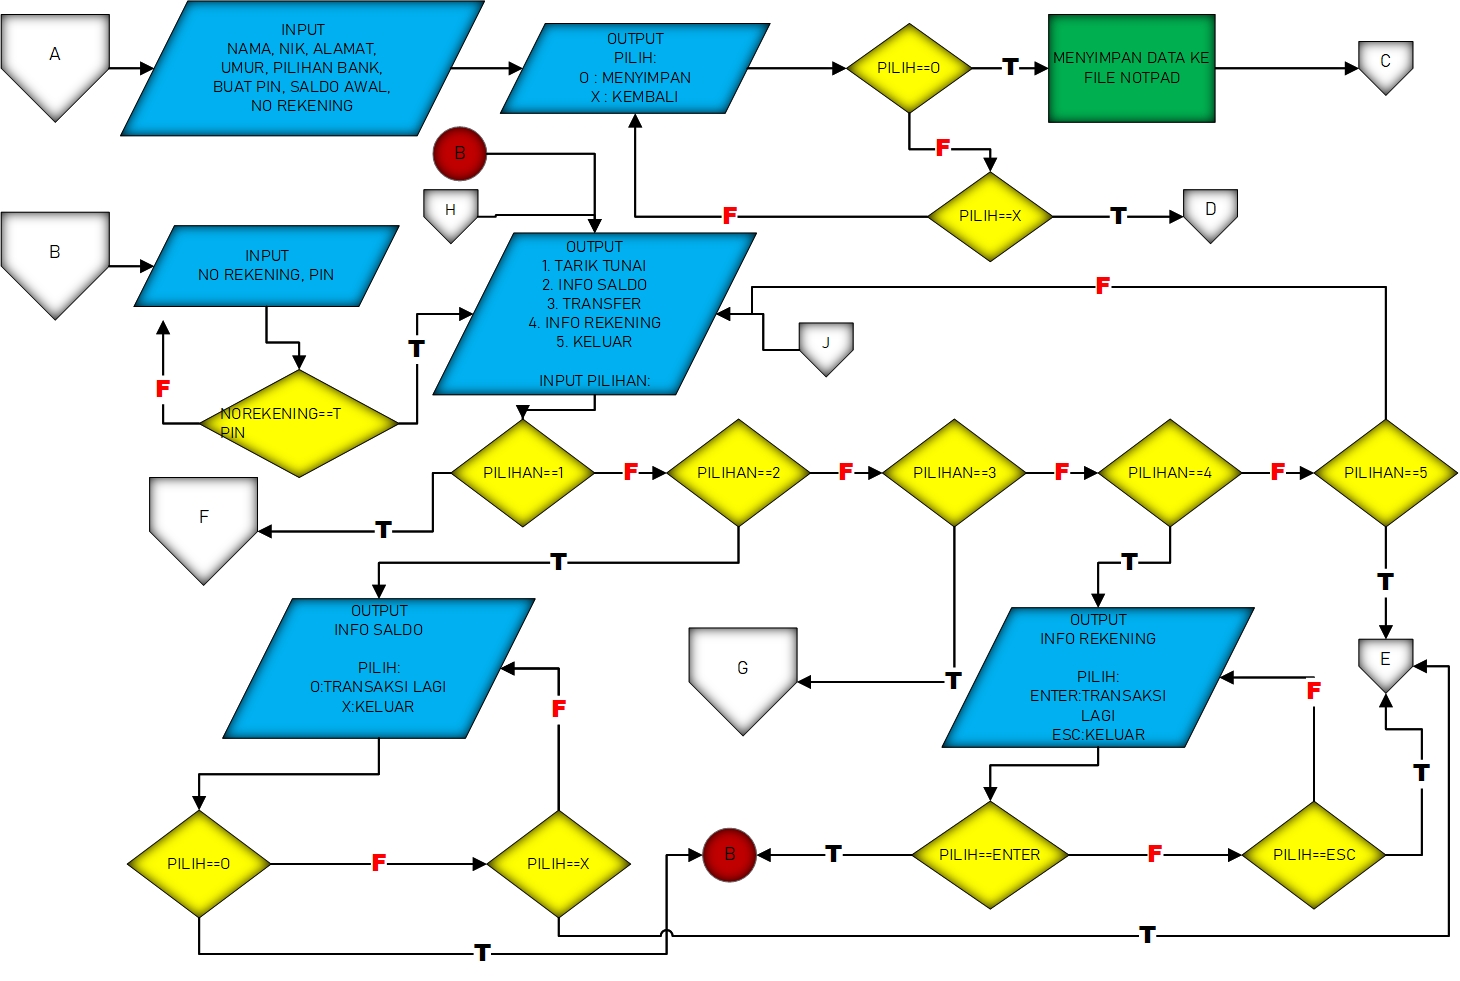 A
INPUT
NAMA, NIK, ALAMAT,
UMUR, PILIHAN BANK,
BUAT PIN, SALDO AWAL,
NO REKENING
OUTPUT
PILIH:
O : MENYIMPAN
X : KEMBALI
PILIH==O
T
MENYIMPAN DATA KE
FILE NOTPAD
C
F
B
H
PILIH==X
F
T
D
B
INPUT
NO REKENING, PIN
OUTPUT
1. TARIK TUNAI
2. INFO SALDO
3. TRANSFER
4. INFO REKENING
5. KELUAR
INPUT PILIHAN:
F
J
T
F
NOREKENING==T
PIN
PILIHAN==1
F
PILIHAN==2
F
PILIHAN==3
F
PILIHAN==4
F
PILIHAN==5
F
T
T
T
T
OUTPUT
INFO SALDO
PILIH:
O:TRANSAKSI LAGI
X:KELUAR
F
G
T
OUTPUT
INFO REKENING
PILIH:
ENTER:TRANSAKSI
LAGI
ESC:KELUAR
F
E
T
PILIH==O
F
PILIH==X
B
T
PILIH==ENTER
F
PILIH==ESC
T
T